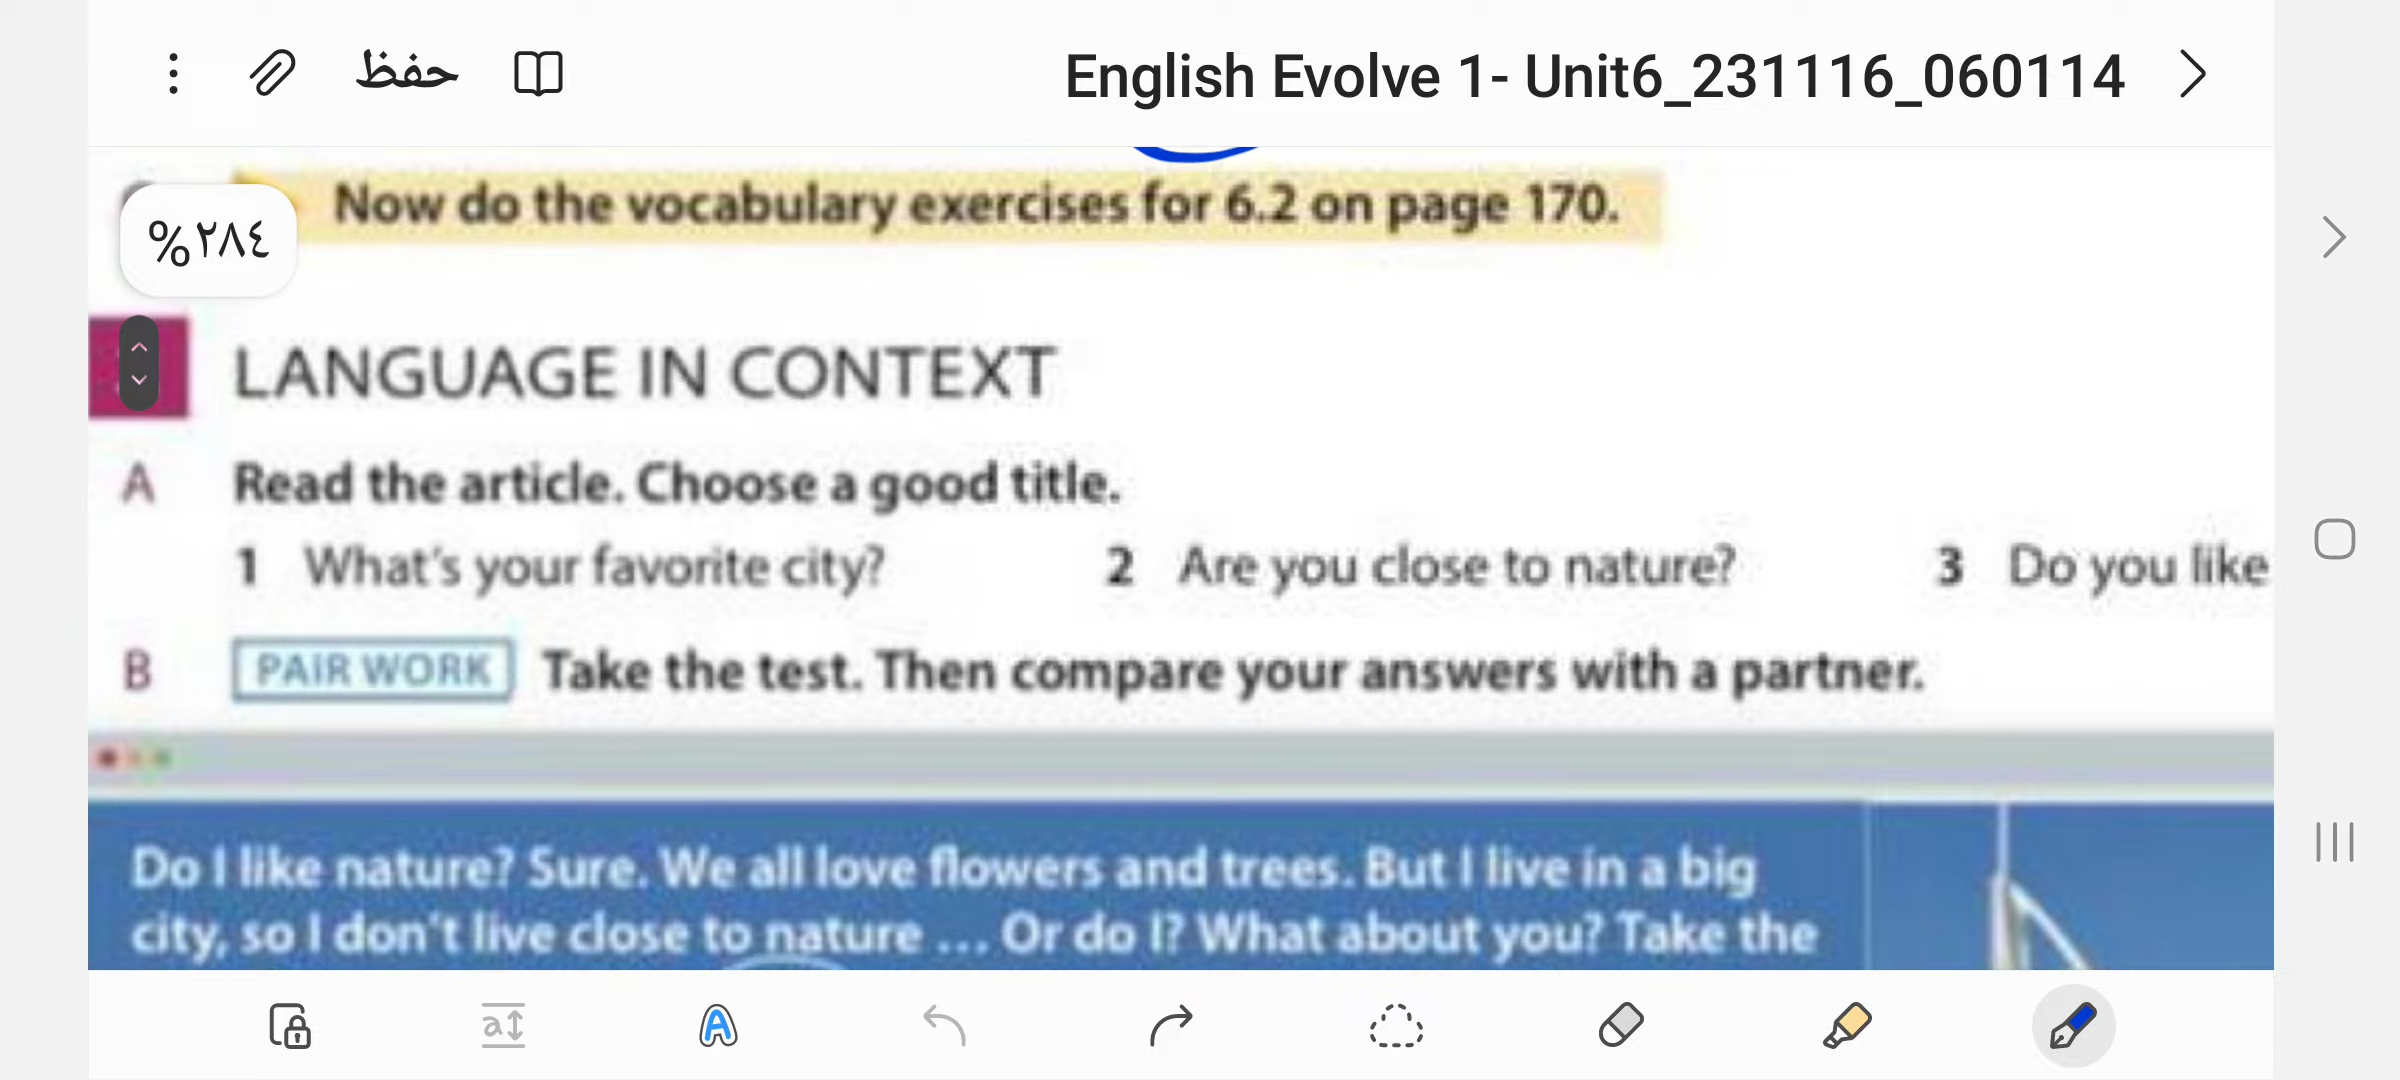 حفظ
English Evolve 1- Unit6_231116_060114
Now do the vocabulary exercises for 6.2 on page 170.
%٢٨٤
LANGUAGE IN CONTEXT
A Read the article. Choose a good title.
1 What's your favorite city? 2 Are you close to nature? 3 Do you like
B PAIR WORK Take the test. Then compare your answers with a partner.
Do I like nature? Sure. We all love flowers and trees. But I live in a big
city, so I don't live close to nature ... Or do I? What about you? Take the